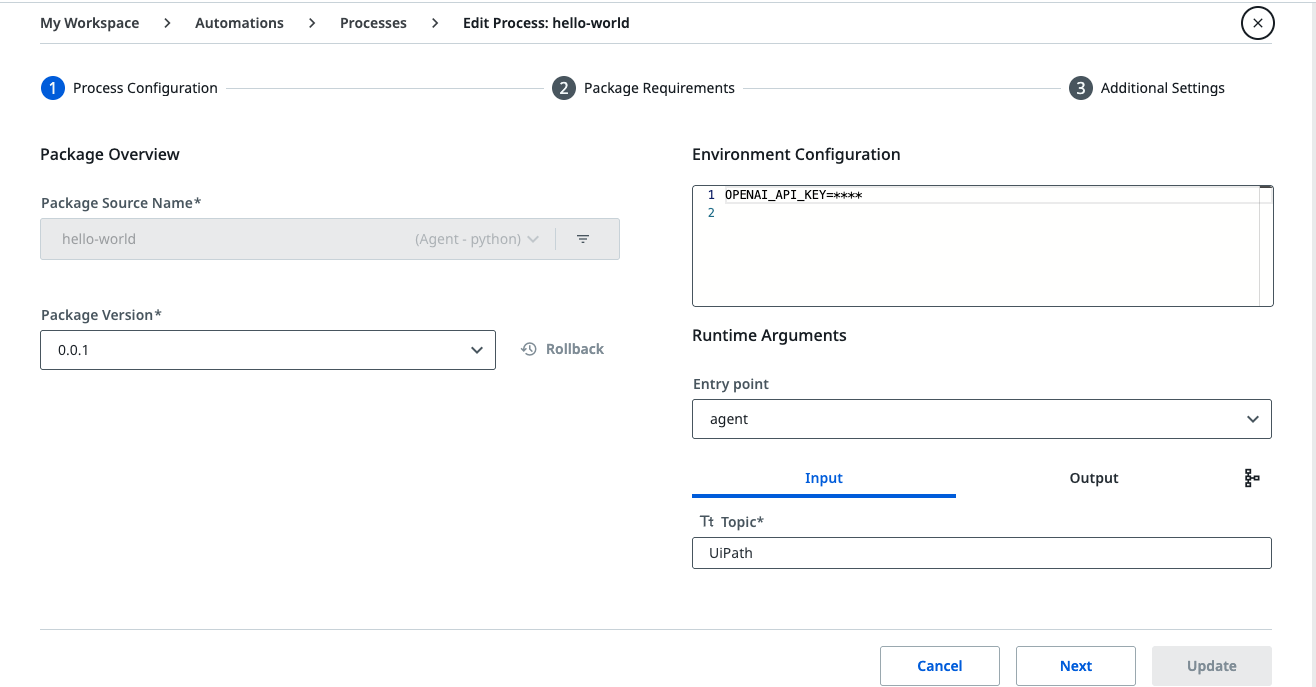 My Workspace > Automations > Processes > Edit Process: hello-world
1 Process Configuration
2 Package Requirements
3 Additional Settings
Package Overview
Package Source Name*
hello-world (Agent - python)
Package Version*
0.0.1
Rollback
Environment Configuration
1 OPENAI_API_KEY=****
2
Runtime Arguments
Entry point
agent
Input Output
Tt Topic*
UiPath
Cancel Next Update